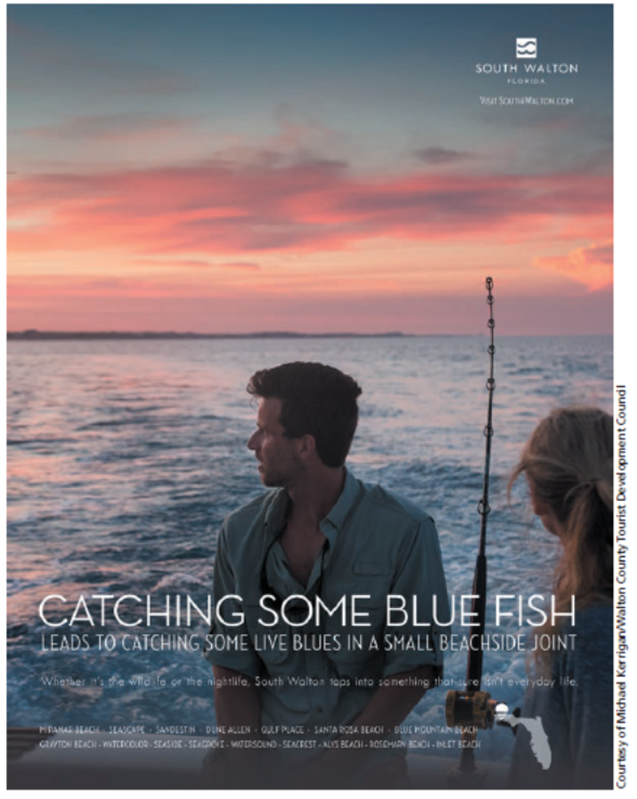 SOUTH WALTON
FLORIDA
VISIT SOUTHWALTON.COM
CATCHING SOME BLUE FISH
LEADS TO CATCHING SOME LIVE BLUES IN A SMALL BEACHSIDE JOINT
Whether it's the wildlife or the nightlife, South Walton taps into something that sure isn't everyday life.
MIRAMAR BEACH · SEASCAPE · SANDESTIN · DUNE ALLEN · GULF PLACE · SANTA ROSA BEACH · BLUE MOUNTAIN BEACH
GRAYTON BEACH · WATERCOLOR · SEASIDE · SEAGROVE · WATERSOUND · SEACREST · ALYS BEACH · ROSEMARY BEACH · INLET BEACH
Courtesy of Michael Kerrigan/Walton County Tourist Development Council